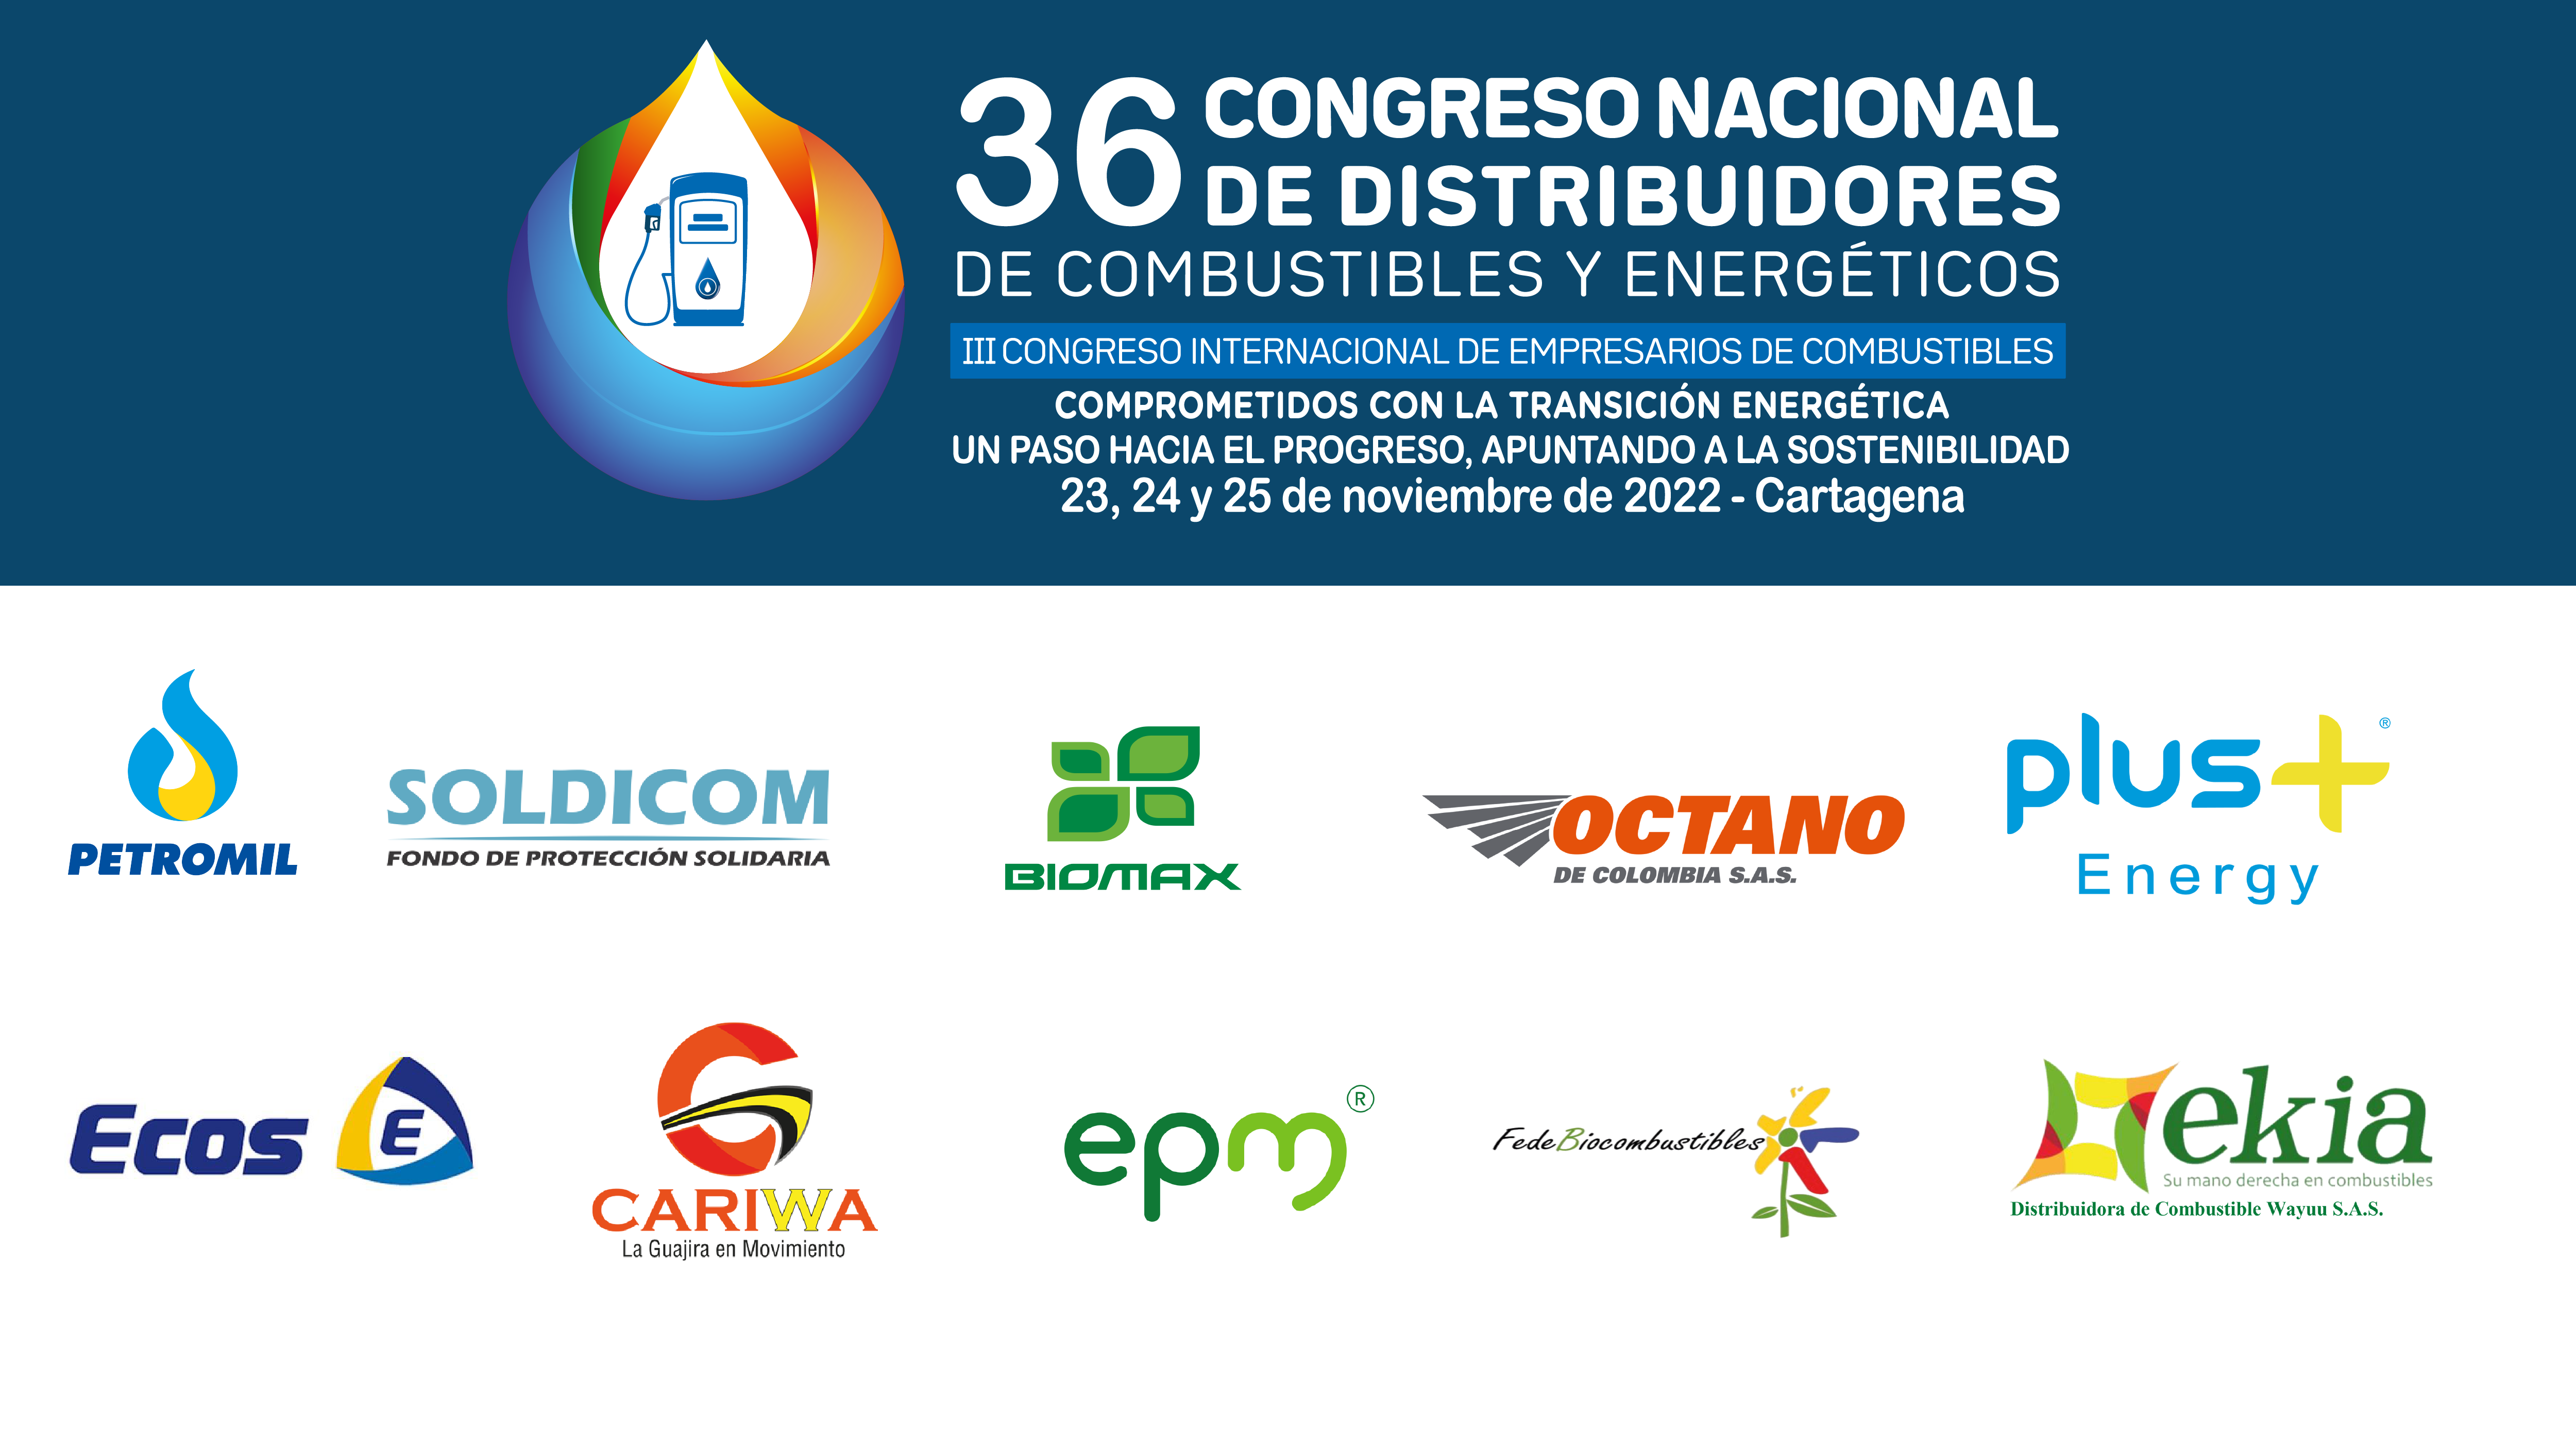 36 CONGRESO NACIONAL
DE DISTRIBUIDORES
DE COMBUSTIBLES Y ENERGÉTICOS
III CONGRESO INTERNACIONAL DE EMPRESARIOS DE COMBUSTIBLES
COMPROMETIDOS CON LA TRANSICIÓN ENERGÉTICA
UN PASO HACIA EL PROGRESO, APUNTANDO A LA SOSTENIBILIDAD
23, 24 y 25 de noviembre de 2022 - Cartagena
PETROMIL
SOLDICOM
FONDO DE PROTECCIÓN SOLIDARIA
BIOMAX
OCTANO
DE COLOMBIA S.A.S.
plus+ ®
Energy
Ecos E
CARIWA
La Guajira en Movimiento
epm ®
FedeBiocombustibles
ekia
Su mano derecha en combustibles
Distribuidora de Combustible Wayuu S.A.S.